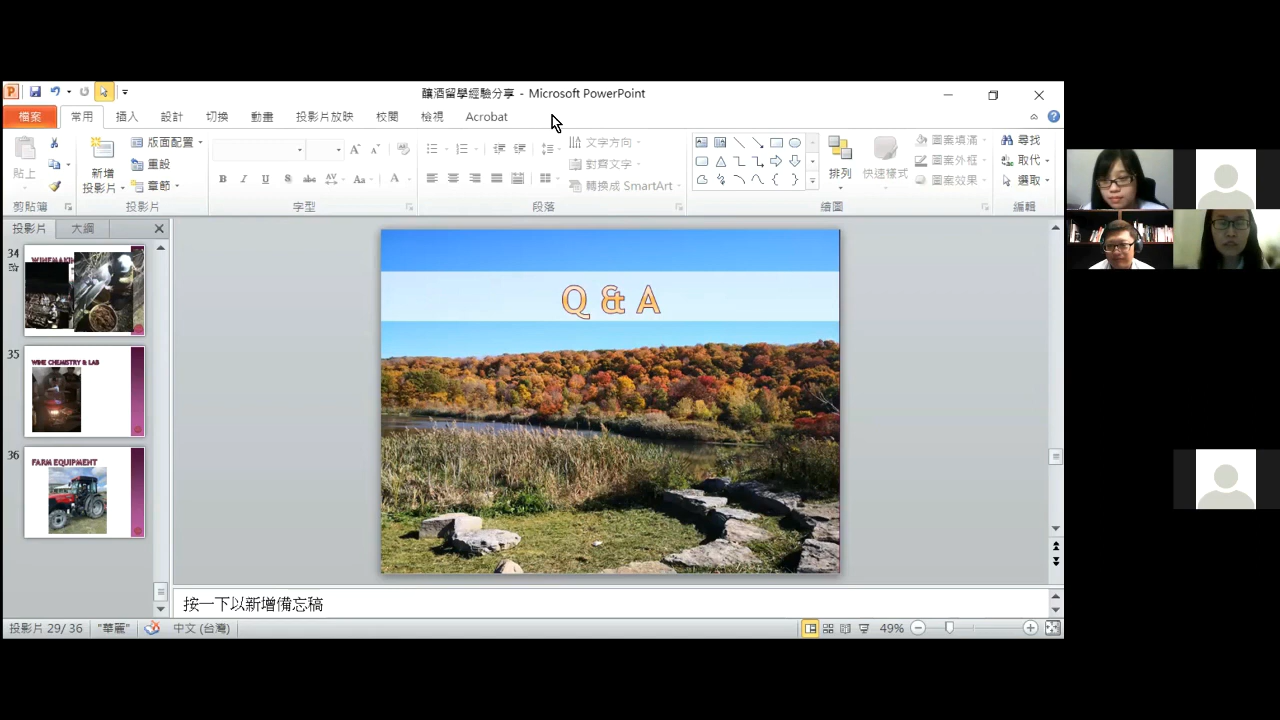 釀酒留學經驗分享 - Microsoft PowerPoint
檔案 常用 插入 設計 切換 動畫 投影片放映 校閱 檢視 Acrobat
貼上
剪貼簿
新增
投影片
版面配置
重設
章節
投影片
B I U S abc AV Aa A
字型
文字方向
對齊文字
轉換成 SmartArt
段落
排列
快速樣式
圖案填滿
圖案外框
圖案效果
繪圖
尋找
取代
選取
編輯
投影片 大綱
34
35
WINE CHEMISTRY & LAB
36
FARM EQUIPMENT
Q & A
按一下以新增備忘稿
投影片 29/ 36 "華麗" 中文 (台灣) 49%